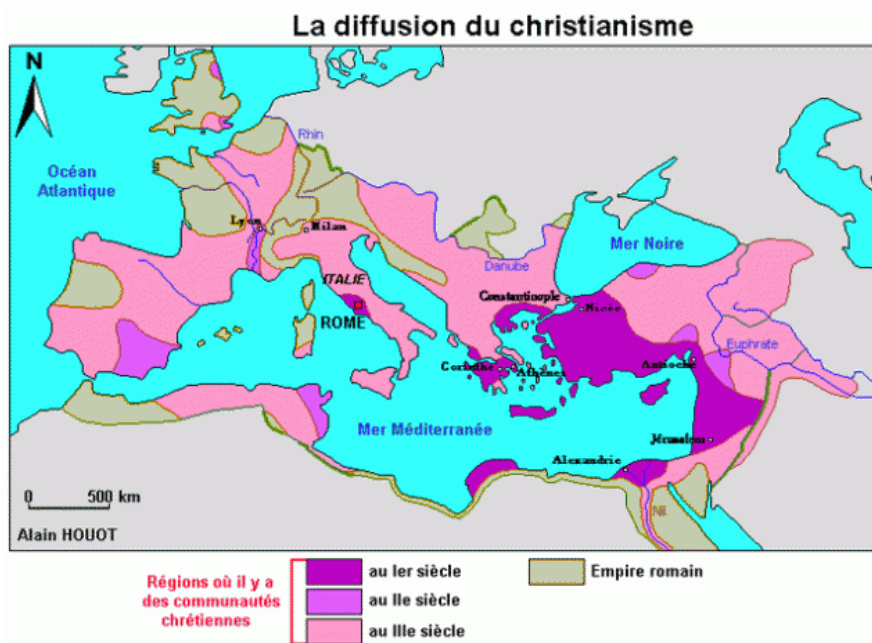 La diffusion du christianisme
N
Rhin
Océan
Atlantique
Lyon
Milan
Mer Noire
Danube
ITALIE
Constantinople
ROME
Nicée
Euphrate
Corinthe
Athènes
Antioche
Mer Méditerranée
Jérusalem
Alexandrie
0 500 km
Nil
Alain HOUOT
Régions où il y a
des communautés
chrétiennes
au Ier siècle
au IIe siècle
au IIIe siècle
Empire romain